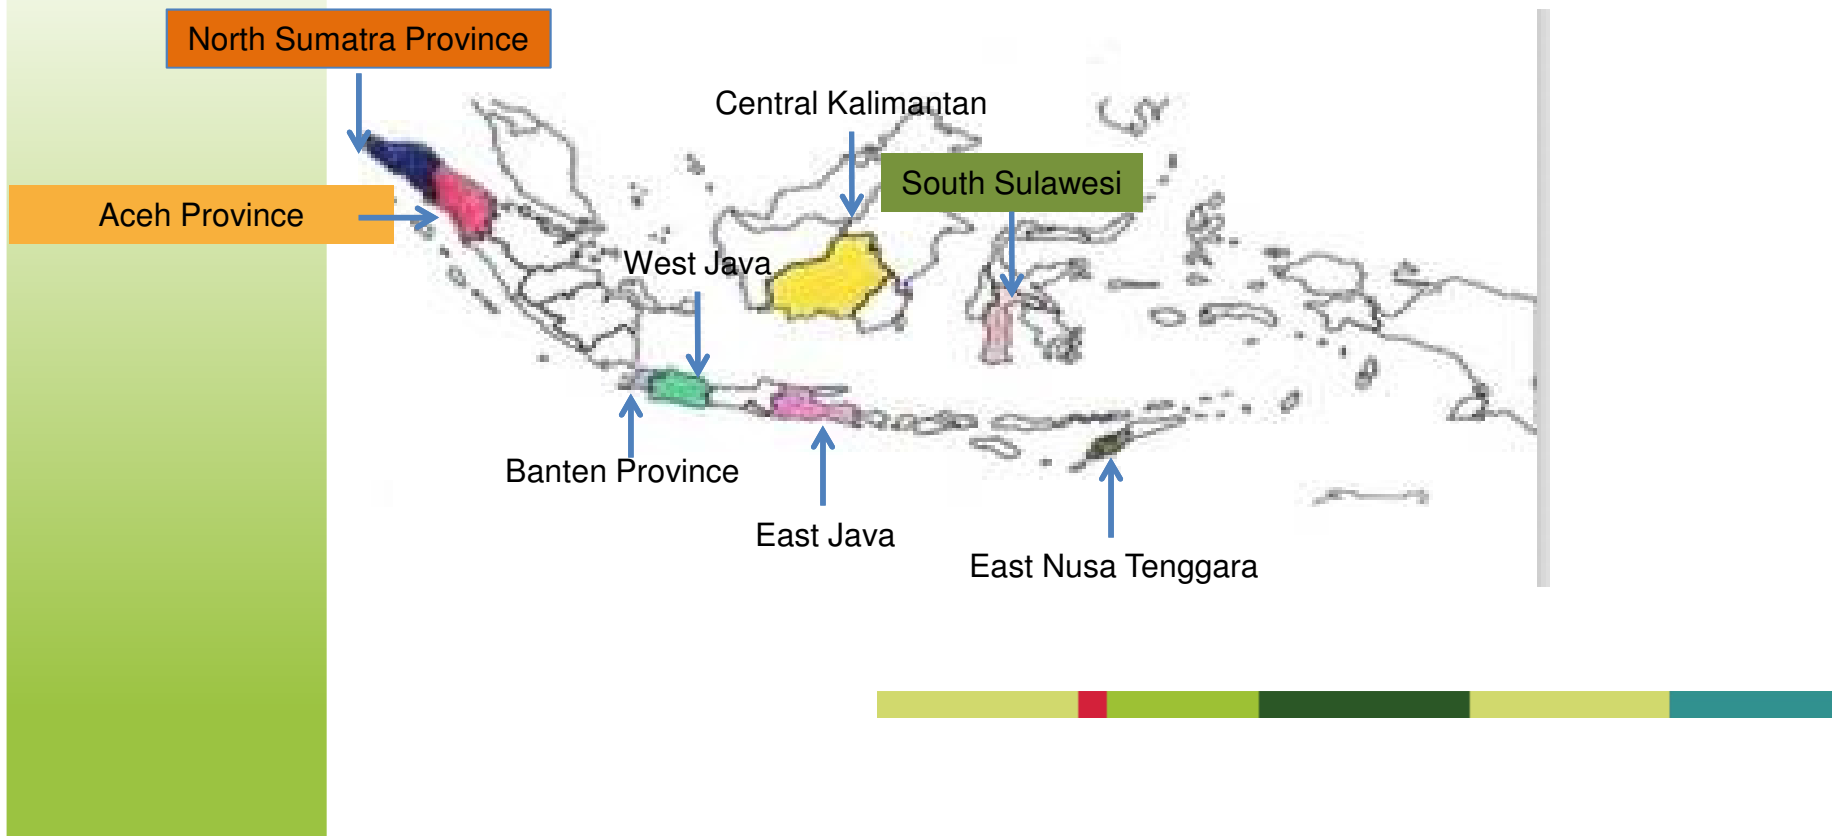 North Sumatra Province
Central Kalimantan
South Sulawesi
Aceh Province
West Java
Banten Province
East Java
East Nusa Tenggara